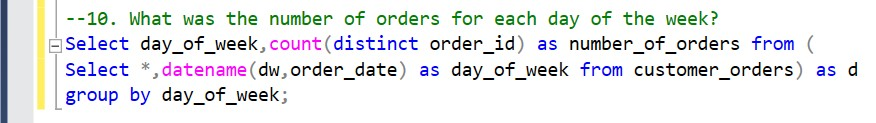 --10. What was the number of orders for each day of the week?
Select day_of_week,count(distinct order_id) as number_of_orders from (
Select *,datename(dw,order_date) as day_of_week from customer_orders) as d
group by day_of_week;